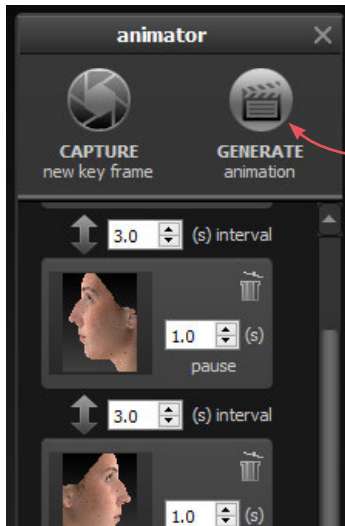 animator
CAPTURE
new key frame
GENERATE
animation
3.0 (s) interval
1.0 (s)
pause
3.0 (s) interval
1.0 (s)